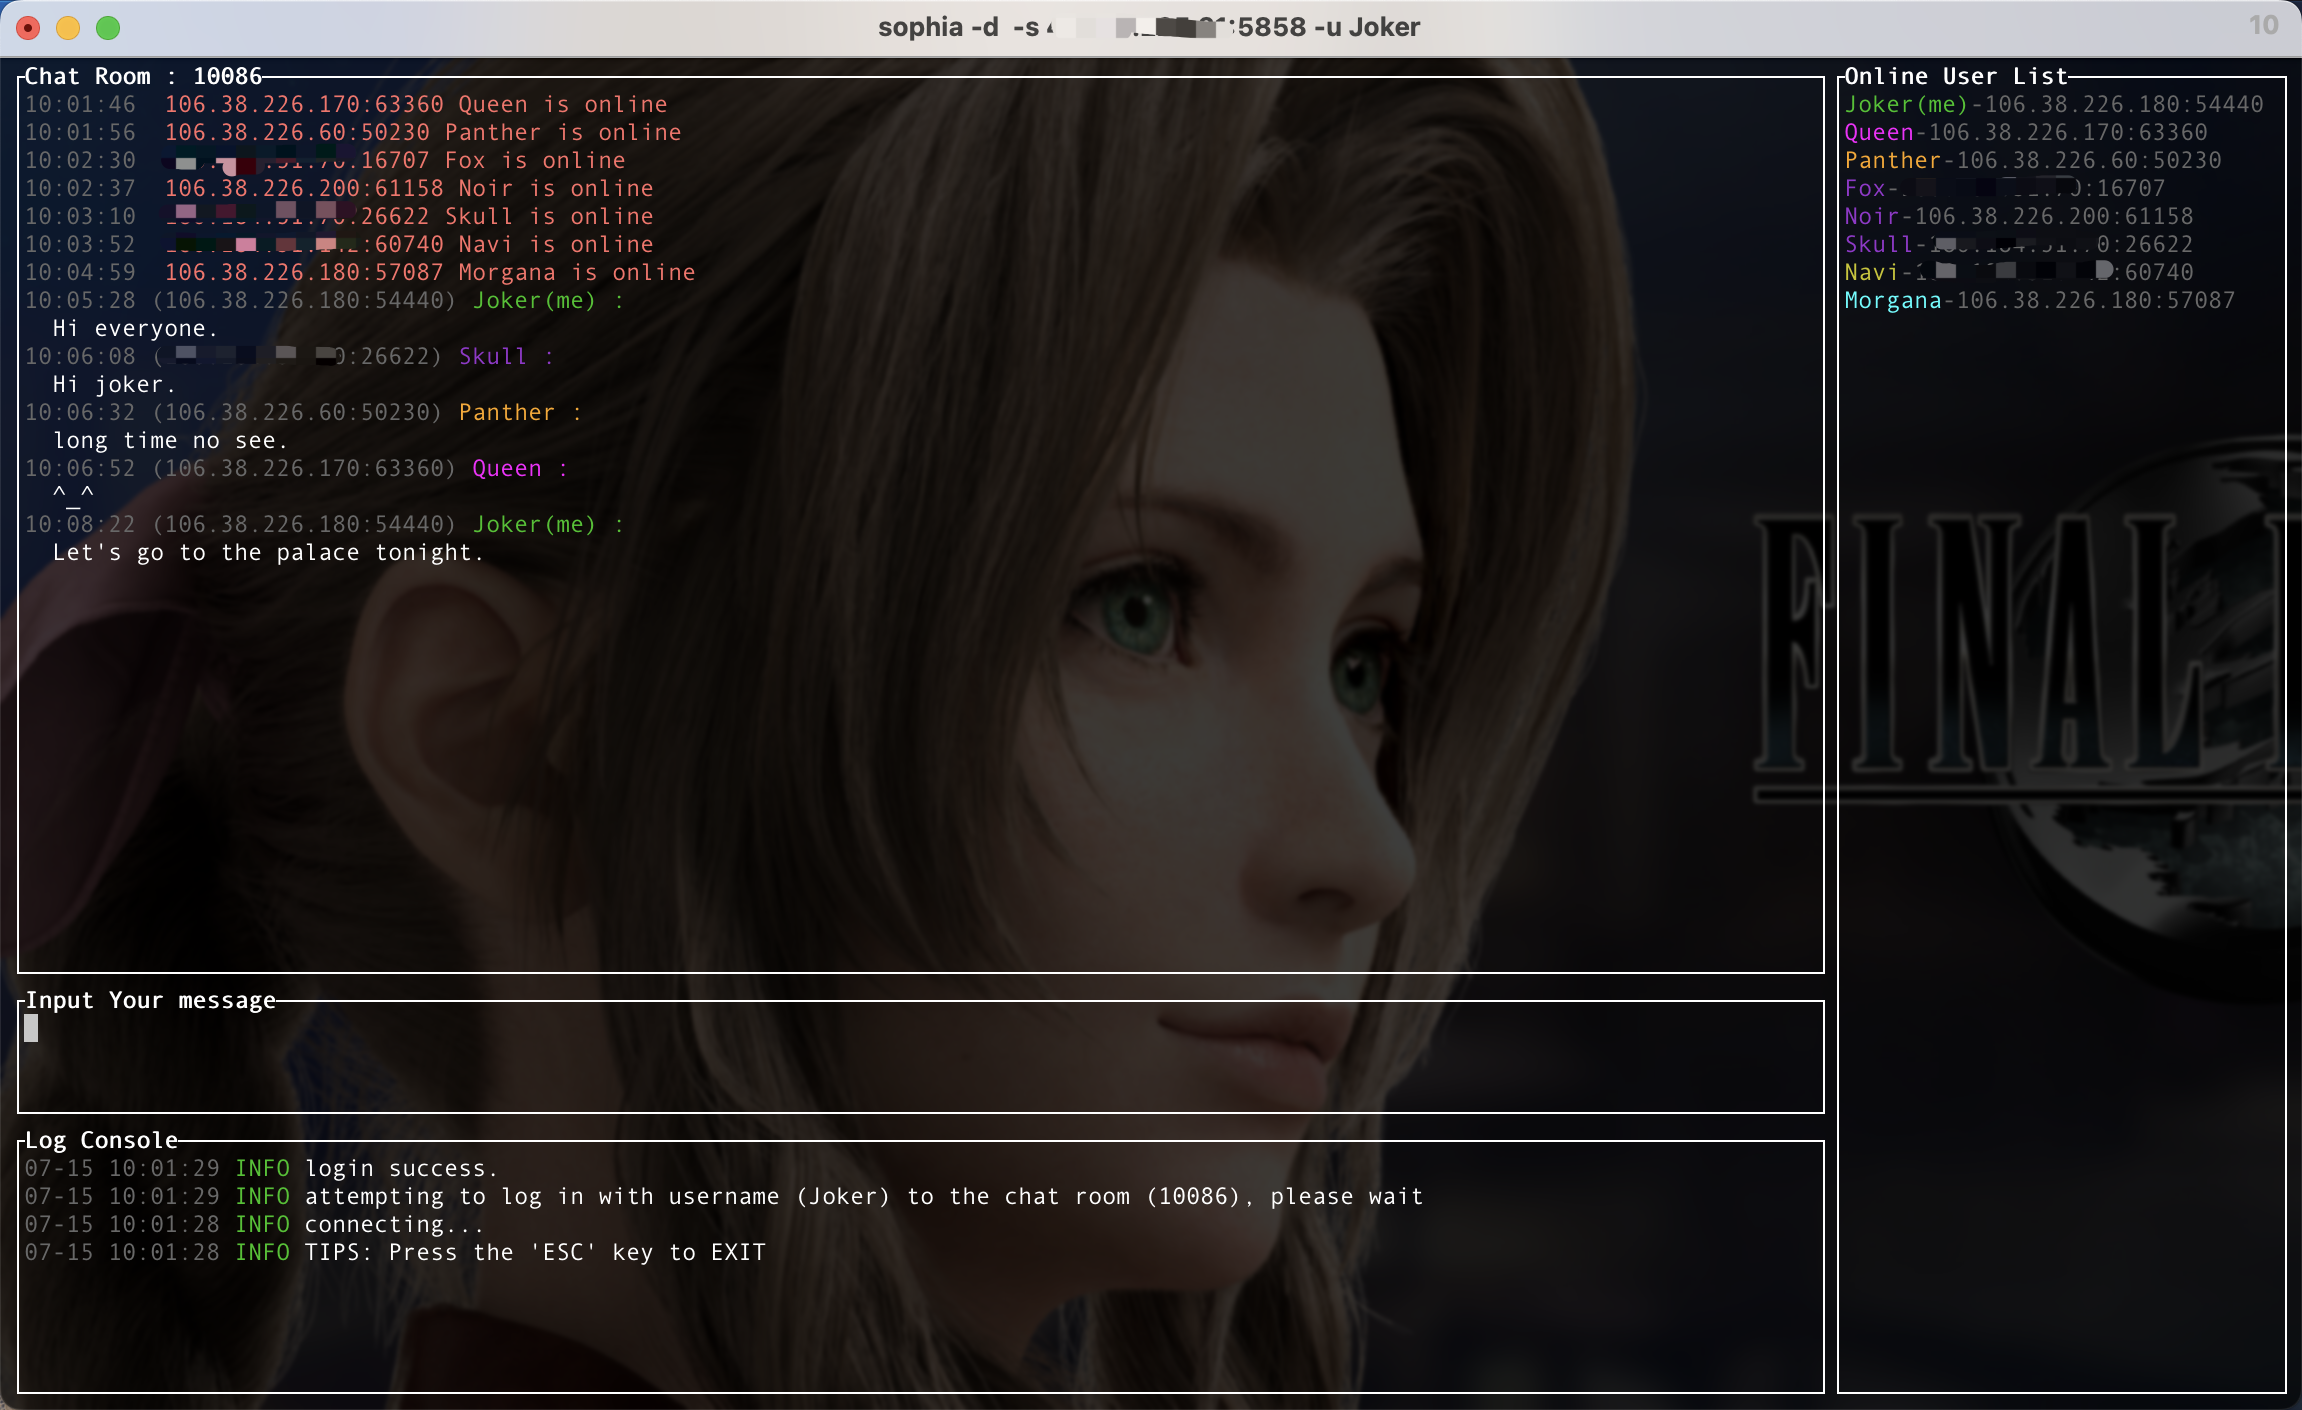 sophia -d -s :5858 -u Joker
10
Chat Room : 10086
10:01:46 106.38.226.170:63360 Queen is online
10:01:56 106.38.226.60:50230 Panther is online
10:02:30 :16707 Fox is online
10:02:37 106.38.226.200:61158 Noir is online
10:03:10 :26622 Skull is online
10:03:52 :60740 Navi is online
10:04:59 106.38.226.180:57087 Morgana is online
10:05:28 (106.38.226.180:54440) Joker(me) :
Hi everyone.
10:06:08 ( 0:26622) Skull :
Hi joker.
10:06:32 (106.38.226.60:50230) Panther :
long time no see.
10:06:52 (106.38.226.170:63360) Queen :
^_^
10:08:22 (106.38.226.180:54440) Joker(me) :
Let's go to the palace tonight.
Input Your message
Log Console
07-15 10:01:29 INFO login success.
07-15 10:01:29 INFO attempting to log in with username (Joker) to the chat room (10086), please wait
07-15 10:01:28 INFO connecting...
07-15 10:01:28 INFO TIPS: Press the 'ESC' key to EXIT
Online User List
Joker(me)-106.38.226.180:54440
Queen-106.38.226.170:63360
Panther-106.38.226.60:50230
Fox- 0:16707
Noir-106.38.226.200:61158
Skull- 0:26622
Navi- :60740
Morgana-106.38.226.180:57087
FINAL